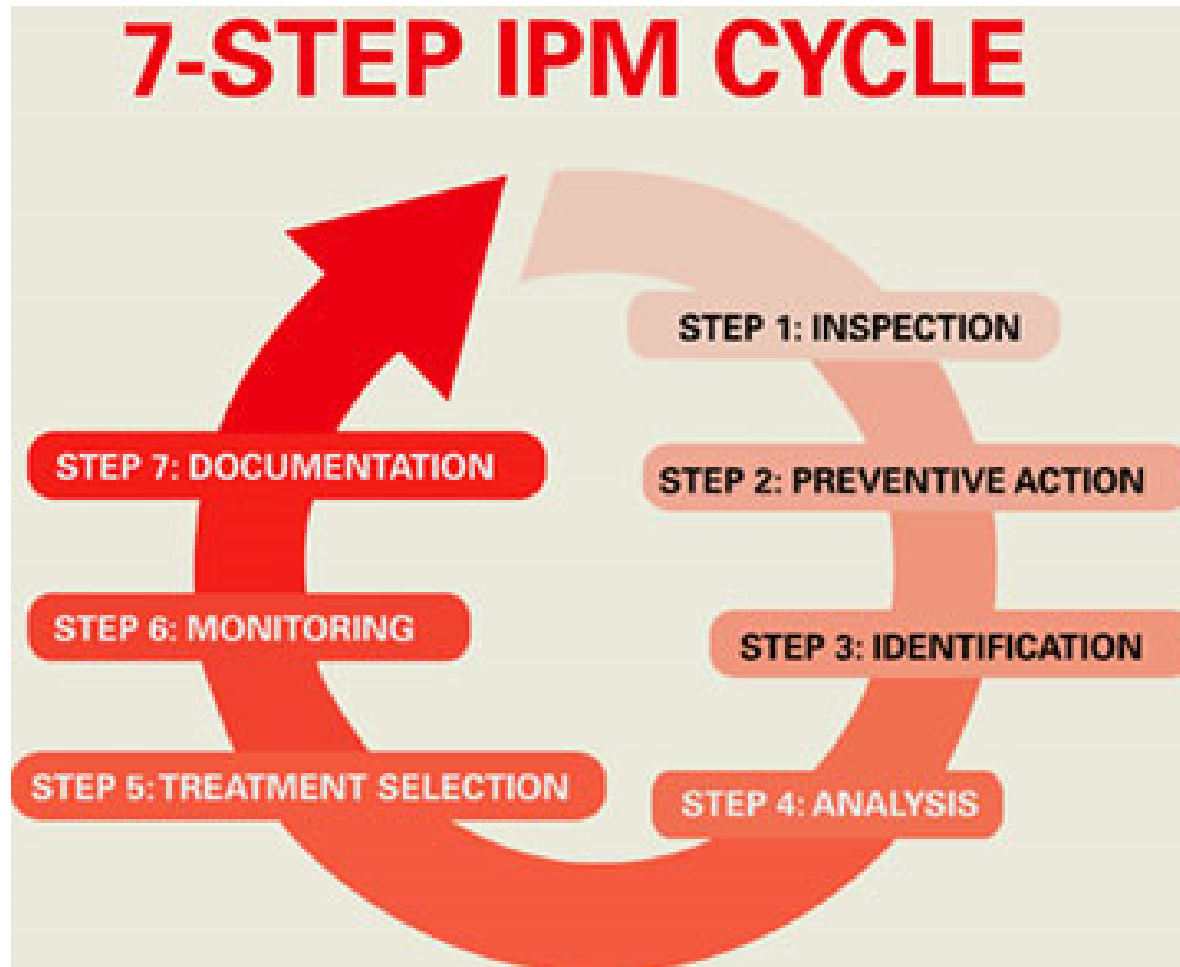 7-STEP IPM CYCLE
STEP 1: INSPECTION
STEP 2: PREVENTIVE ACTION
STEP 3: IDENTIFICATION
STEP 4: ANALYSIS
STEP 5: TREATMENT SELECTION
STEP 6: MONITORING
STEP 7: DOCUMENTATION